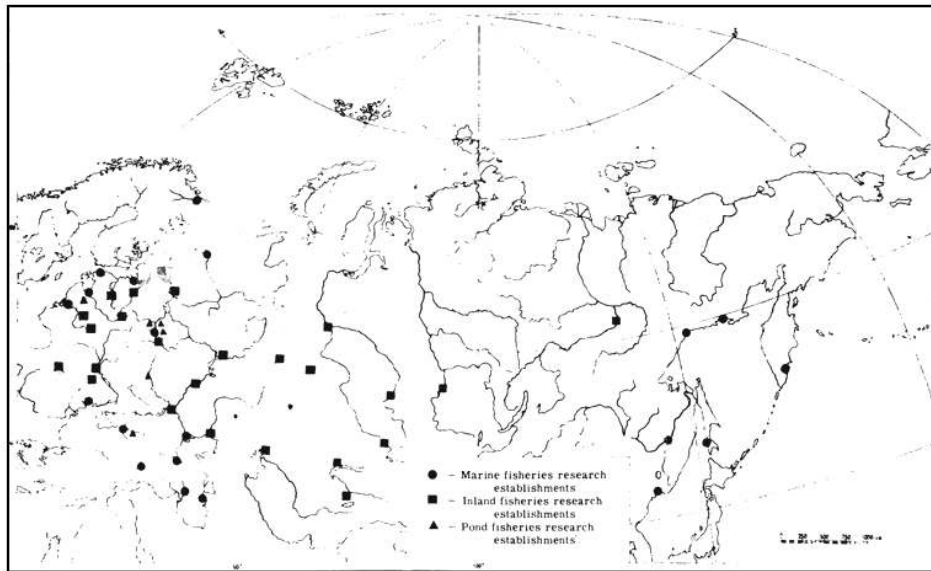 – Marine fisheries research
establishments
– Inland fisheries research
establishments
– Pond fisheries research
establishments